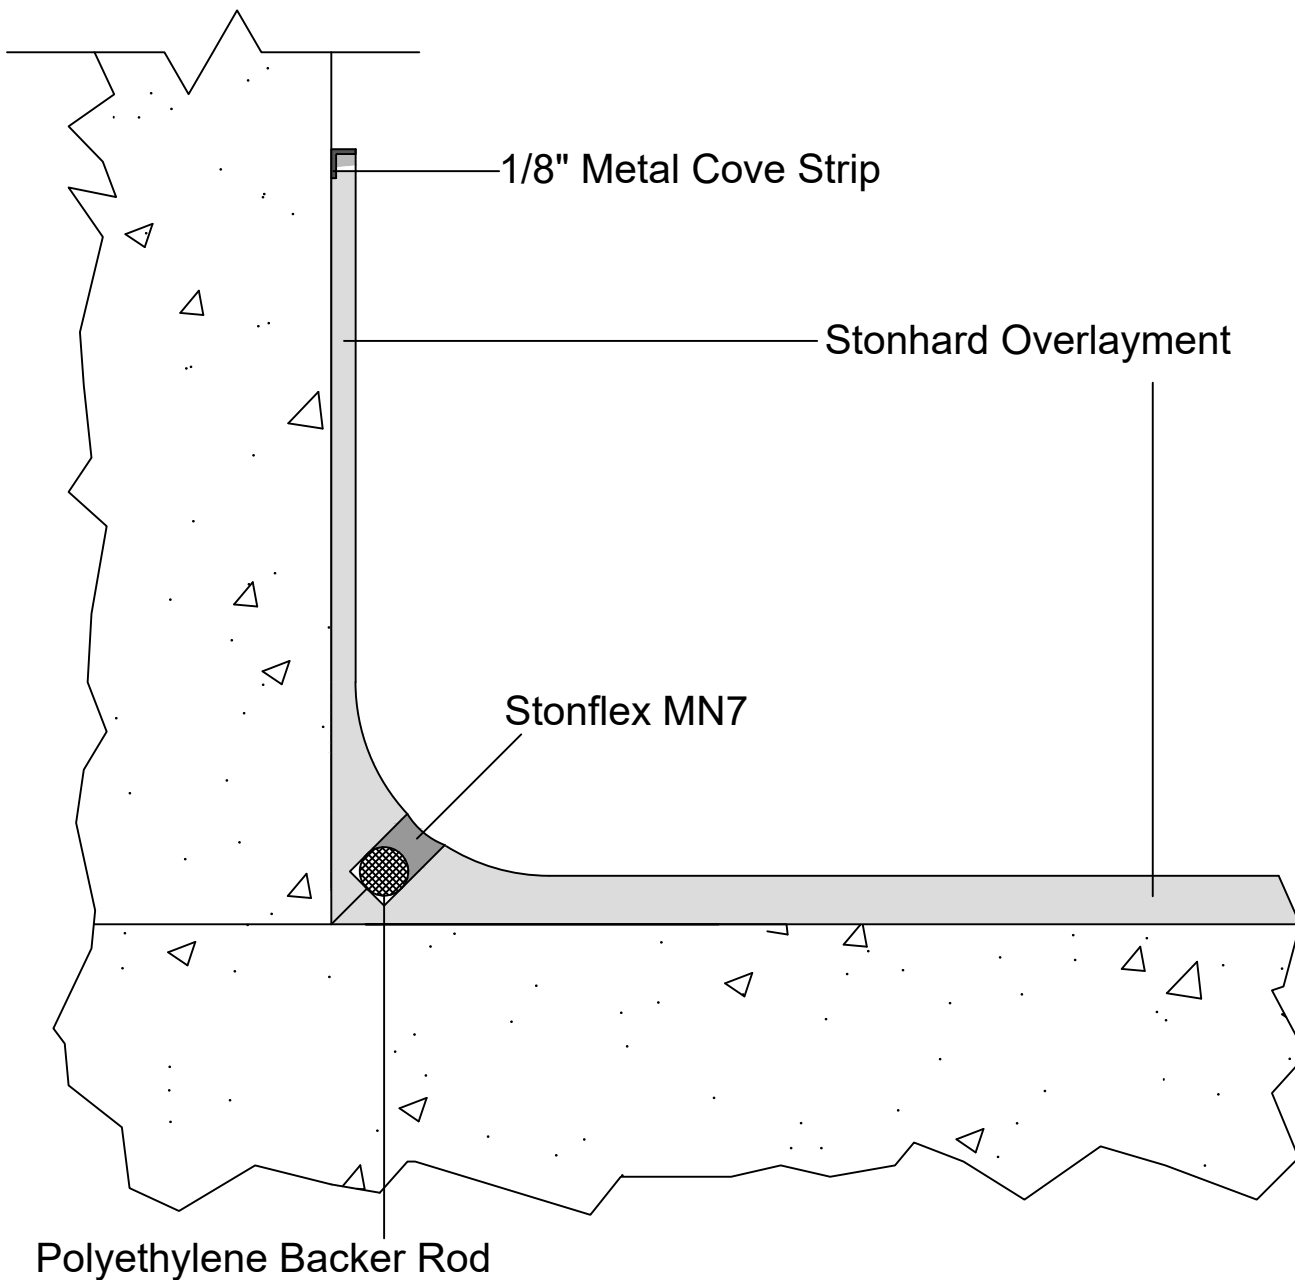 1/8" Metal Cove Strip
Stonhard Overlayment
Stonflex MN7
Polyethylene Backer Rod